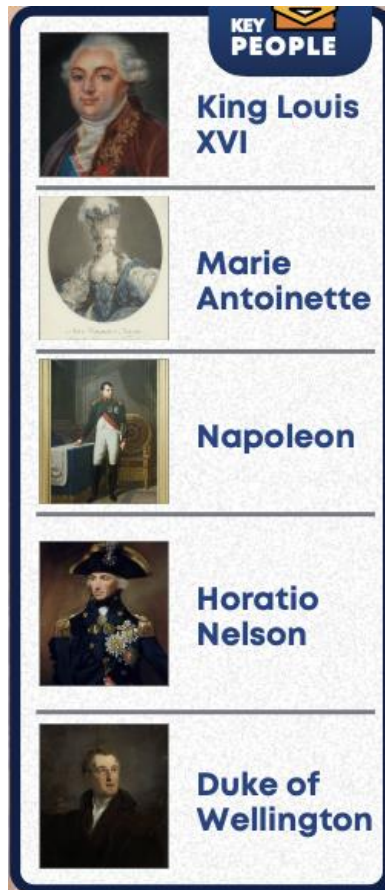 KEY
PEOPLE
King Louis
XVI
Marie
Antoinette
Napoleon
Horatio
Nelson
Duke of
Wellington